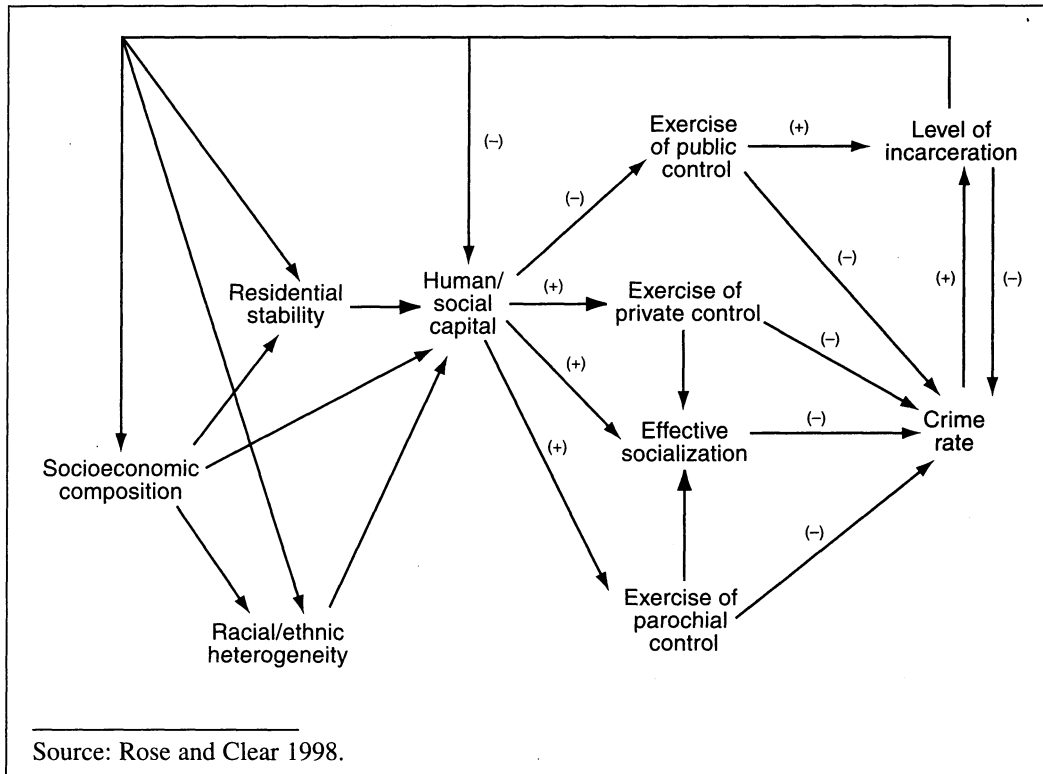 Exercise
of public
control
(+)
Level of
incarceration
(−)
(−)
Human/
social
capital
Residential
stability
(+)
Exercise of
private control
(−)
(−)
(+)
(−)
(+)
Effective
socialization
(−)
Crime
rate
(+)
Socioeconomic
composition
(−)
Exercise of
parochial
control
Racial/ethnic
heterogeneity
Source: Rose and Clear 1998.